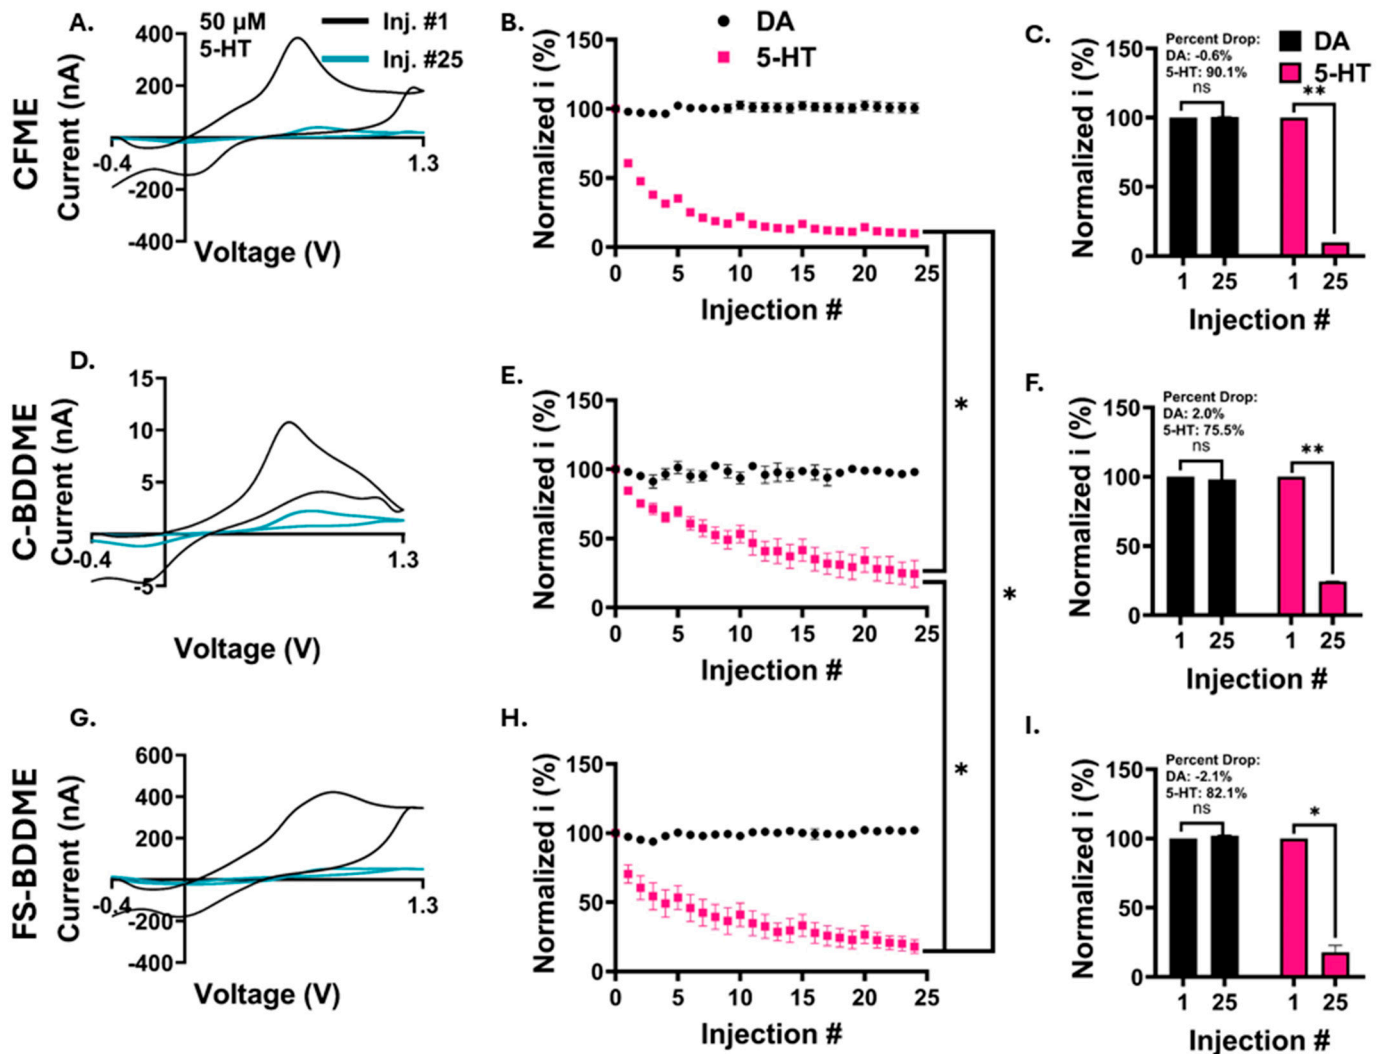 A.
50 µM
5-HT
Inj. #1
Inj. #25
CFME
Current (nA)
400
200
-200
-400
-0.4
1.3
Voltage (V)
B.
DA
5-HT
Normalized i (%)
150
100
50
0
0 5 10 15 20 25
Injection #
C.
Percent Drop:
DA: -0.6%
5-HT: 90.1%
DA
5-HT
ns
**
Normalized i (%)
150
100
50
0
1 25 1 25
Injection #
D.
C-BDDME
Current (nA)
15
10
5
-5
-0.4
1.3
Voltage (V)
E.
Normalized i (%)
150
100
50
0
0 5 10 15 20 25
Injection #
*
*
F.
Percent Drop:
DA: 2.0%
5-HT: 75.5%
ns
**
Normalized i (%)
150
100
50
0
1 25 1 25
Injection #
G.
FS-BDDME
Current (nA)
600
400
200
-200
-400
-0.4
1.3
Voltage (V)
H.
Normalized i (%)
150
100
50
0
0 5 10 15 20 25
Injection #
*
I.
Percent Drop:
DA: -2.1%
5-HT: 82.1%
ns
*
Normalized i (%)
150
100
50
0
1 25 1 25
Injection #